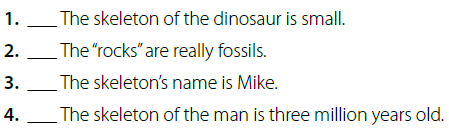 1. ___ The skeleton of the dinosaur is small.
2. ___ The “rocks” are really fossils.
3. ___ The skeleton’s name is Mike.
4. ___ The skeleton of the man is three million years old.